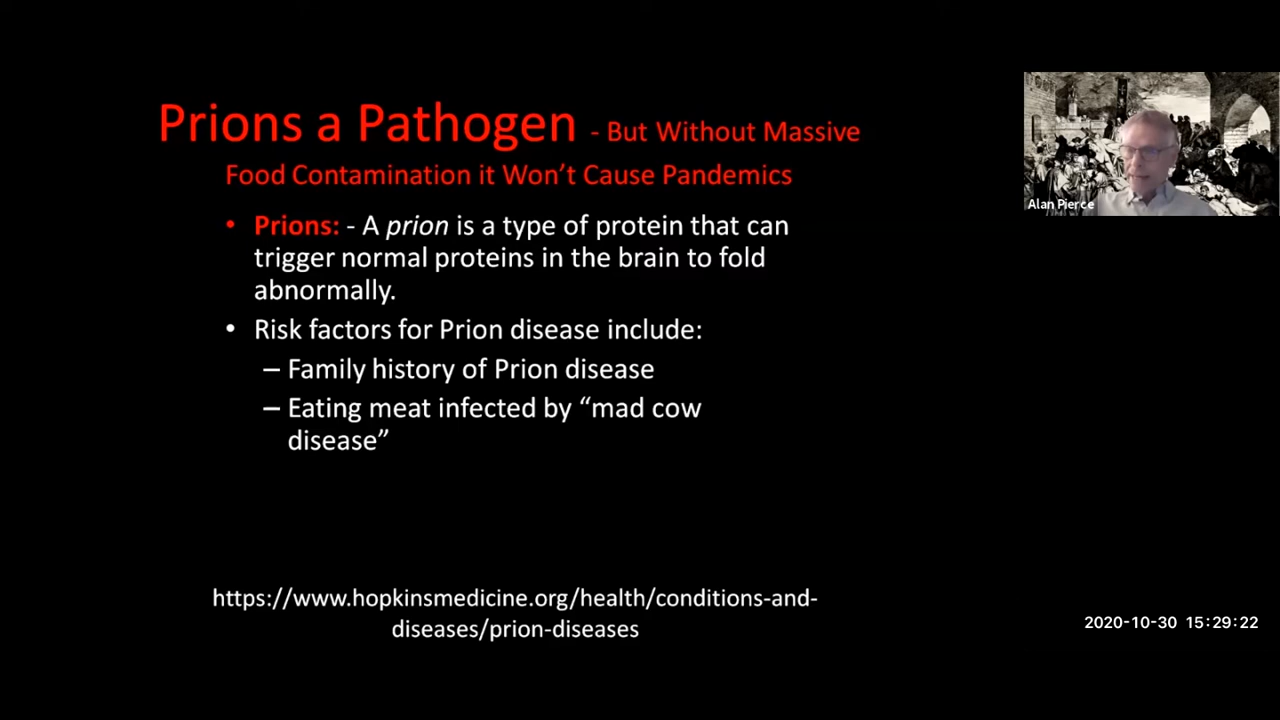 Prions a Pathogen - But Without Massive
Food Contamination it Won’t Cause Pandemics
• Prions: - A prion is a type of protein that can
trigger normal proteins in the brain to fold
abnormally.
• Risk factors for Prion disease include:
– Family history of Prion disease
– Eating meat infected by “mad cow
disease”
https://www.hopkinsmedicine.org/health/conditions-and-
diseases/prion-diseases
Alan Pierce
2020-10-30 15:29:22